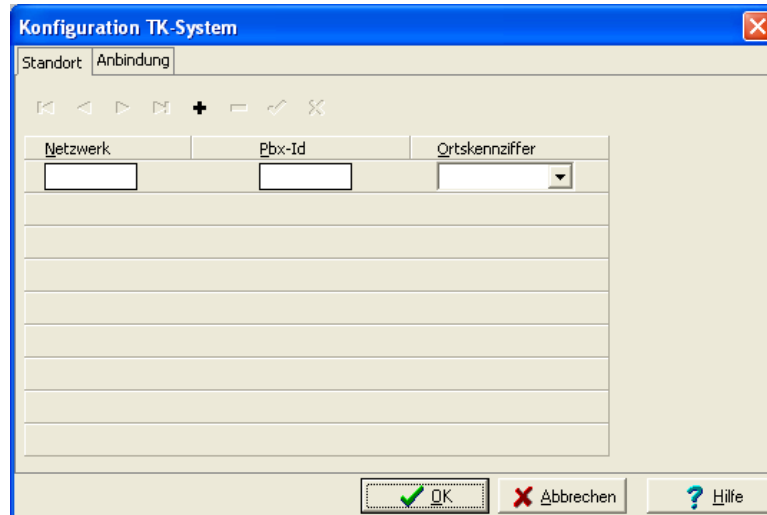 Konfiguration TK-System
Standort Anbindung
Netzwerk Pbx-Id Ortskennziffer
OK Abbrechen Hilfe